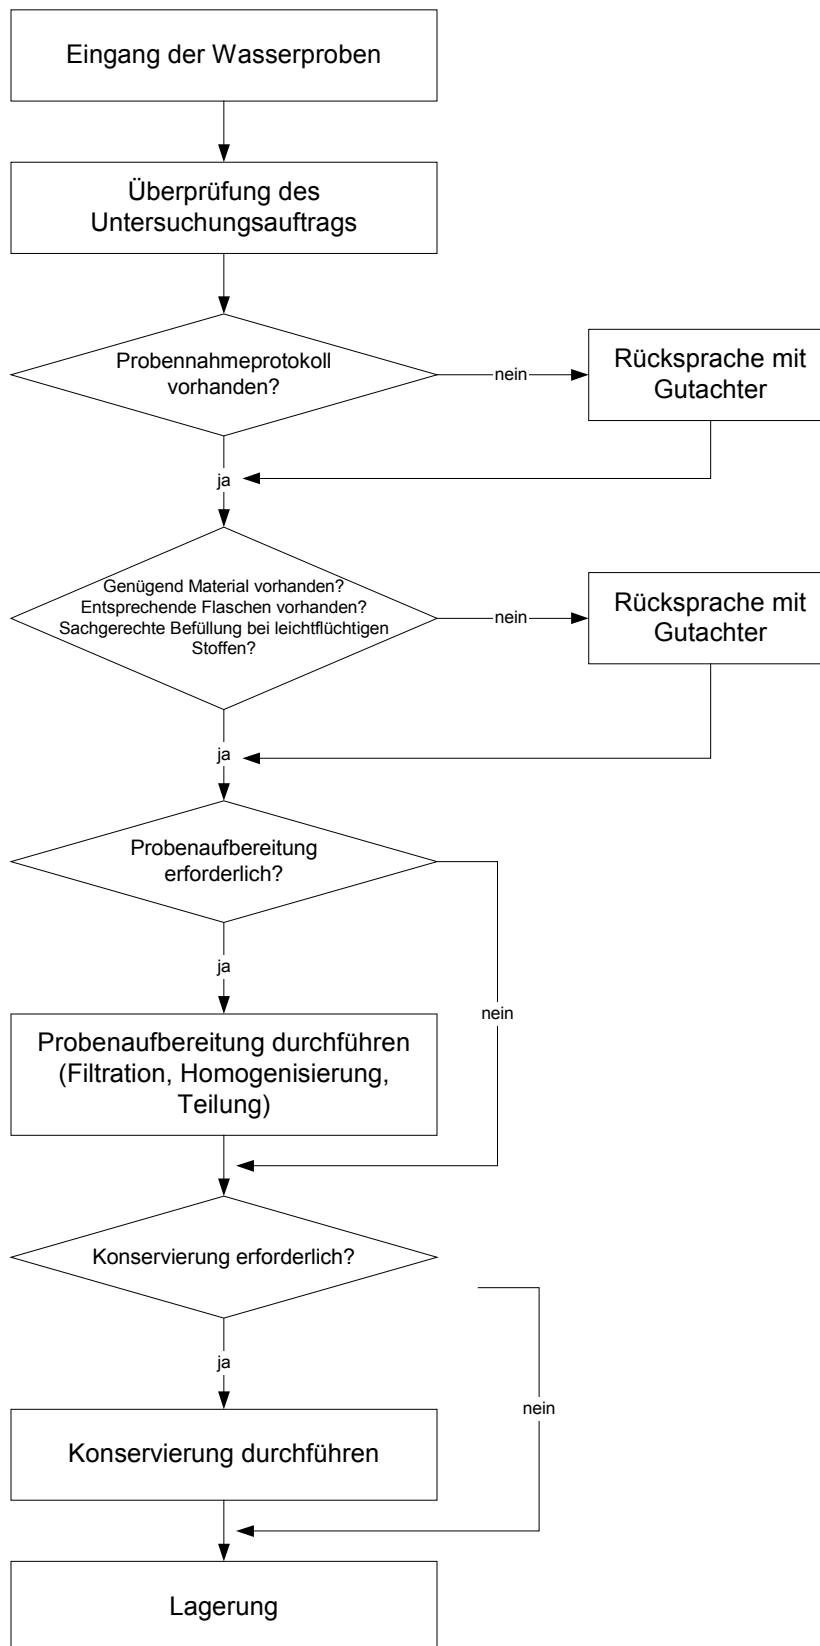 Eingang der Wasserproben
Überprüfung des
Untersuchungsauftrags
Probennahmeprotokoll
vorhanden?
nein
Rücksprache mit
Gutachter
ja
Genügend Material vorhanden?
Entsprechende Flaschen vorhanden?
Sachgerechte Befüllung bei leichtflüchtigen
Stoffen?
nein
Rücksprache mit
Gutachter
ja
Probenaufbereitung
erforderlich?
ja
nein
Probenaufbereitung durchführen
(Filtration, Homogenisierung,
Teilung)
Konservierung erforderlich?
ja
nein
Konservierung durchführen
Lagerung